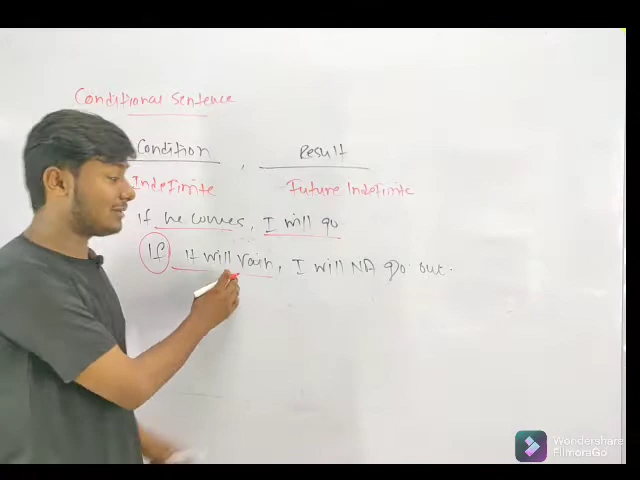 Conditional Sentence
Condition , Result
Indefinite Future Indefinite
if he comes, I will go
If it will rain, I will Not go out.
Wondershare
FilmoraGo